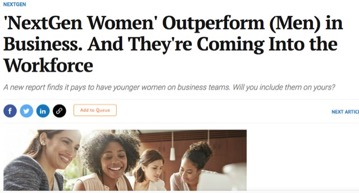 NEXTGEN
'NextGen Women' Outperform (Men) in
Business. And They're Coming Into the
Workforce
A new report finds it pays to have younger women on business teams. Will you include them on yours?
Add to Queue
NEXT ARTIC